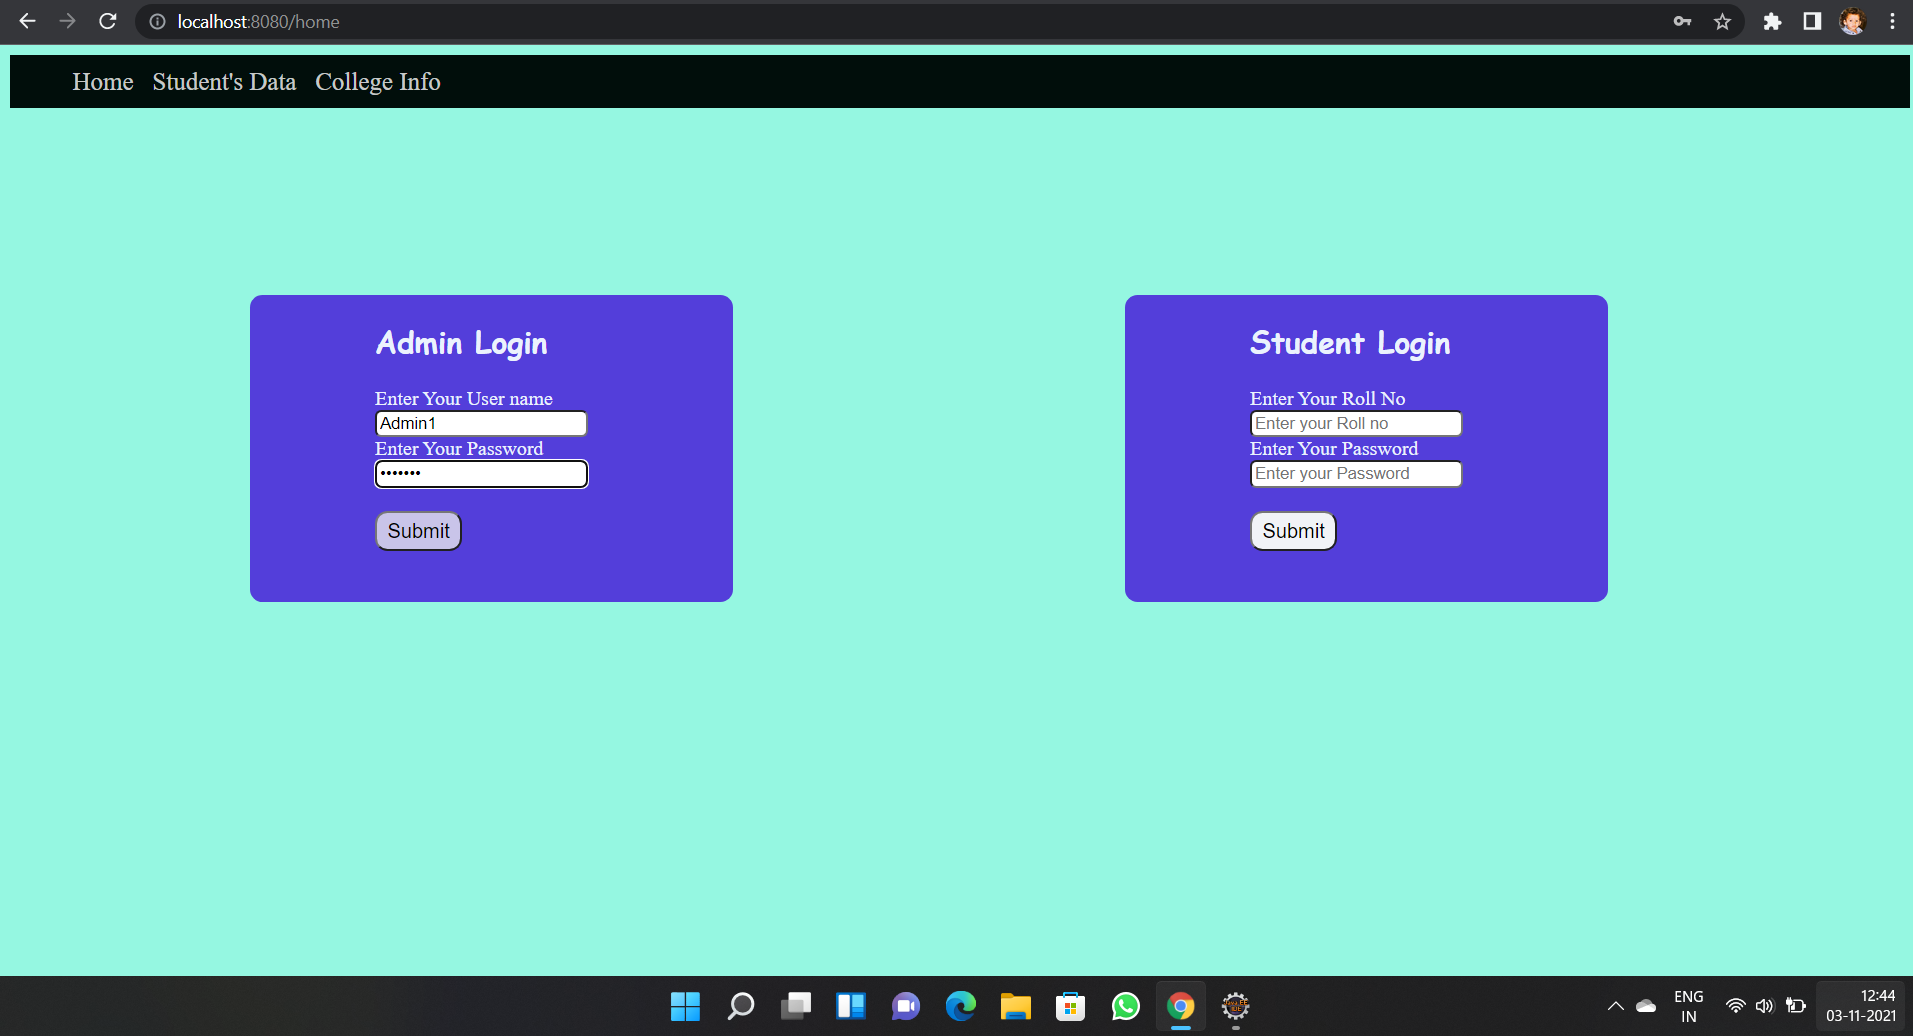 localhost:8080/home
Home Student's Data College Info
Admin Login
Enter Your User name
Admin1
Enter Your Password
•••••••
Submit
Student Login
Enter Your Roll No
Enter your Roll no
Enter Your Password
Enter your Password
Submit
ENG
IN
12:44
03-11-2021